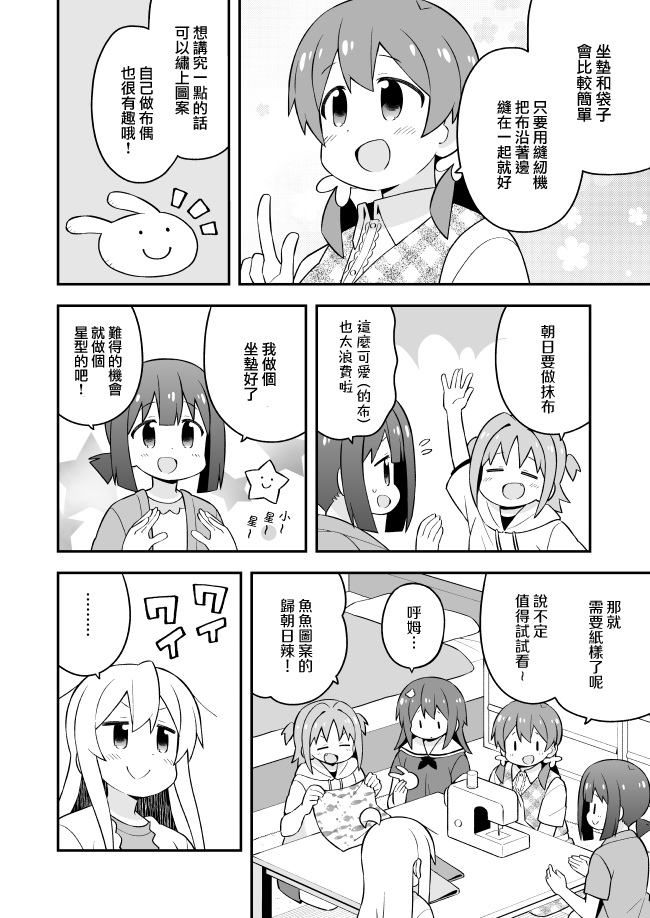 坐墊和袋子
會比較簡單
只要用縫紉機
把布沿著邊
縫在一起就好
想講究一點的話
可以繡上圖案
自己做布偶
也很有趣哦！
朝日要做抹布
這麼可愛(的布)
也太浪費啦
我做個
坐墊好了
難得的機會
就做個
星型的吧！
小～
星～
星～
那就
需要紙樣了呢
說不定
值得試試看～
呼姆…
魚魚圖案的
歸朝日辣！
ワイ
ワイ
………